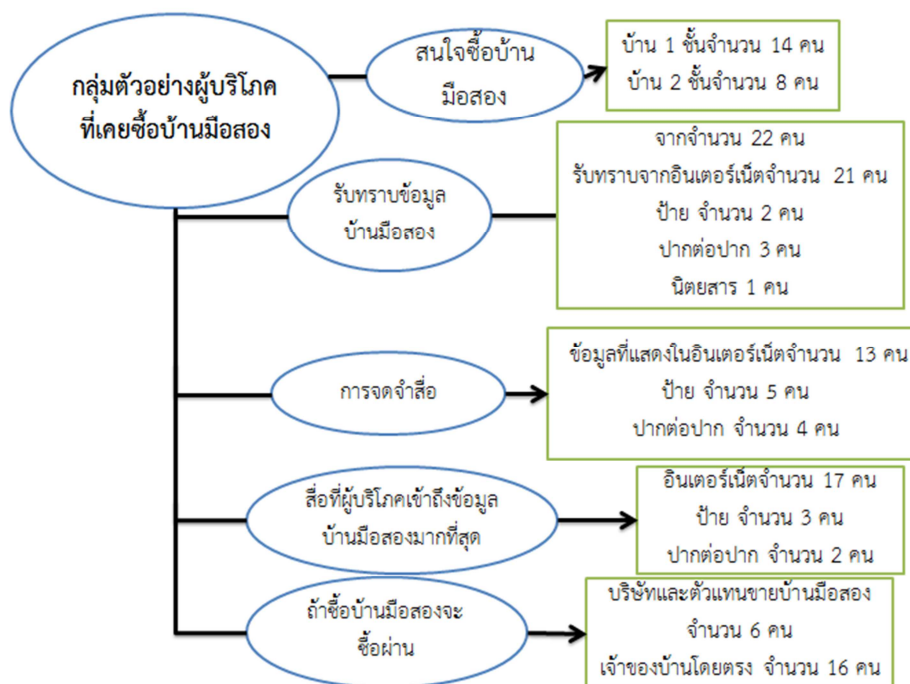 กลุ่มตัวอย่างผู้บริโภค
ที่เคยซื้อบ้านมือสอง
สนใจซื้อบ้าน
มือสอง
บ้าน 1 ชั้นจำนวน 14 คน
บ้าน 2 ชั้นจำนวน 8 คน
รับทราบข้อมูล
บ้านมือสอง
จากจำนวน 22 คน
รับทราบจากอินเตอร์เน็ตจำนวน 21 คน
ป้าย จำนวน 2 คน
ปากต่อปาก 3 คน
นิตยสาร 1 คน
การจดจำสื่อ
ข้อมูลที่แสดงในอินเตอร์เน็ตจำนวน 13 คน
ป้าย จำนวน 5 คน
ปากต่อปาก จำนวน 4 คน
สื่อที่ผู้บริโภคเข้าถึงข้อมูล
บ้านมือสองมากที่สุด
อินเตอร์เน็ตจำนวน 17 คน
ป้าย จำนวน 3 คน
ปากต่อปาก จำนวน 2 คน
ถ้าซื้อบ้านมือสองจะ
ซื้อผ่าน
บริษัทและตัวแทนขายบ้านมือสอง
จำนวน 6 คน
เจ้าของบ้านโดยตรง จำนวน 16 คน